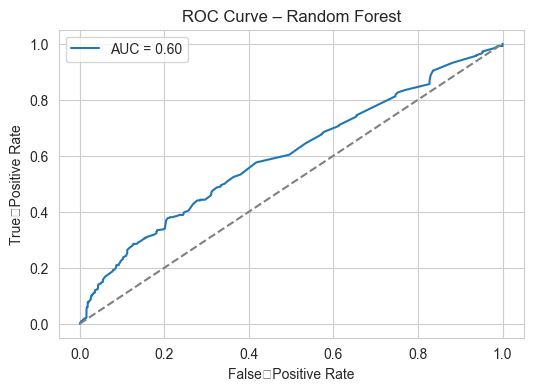 ROC Curve – Random Forest
AUC = 0.60
1.0
0.8
0.6
0.4
0.2
0.0
True□Positive Rate
0.0 0.2 0.4 0.6 0.8 1.0
False□Positive Rate